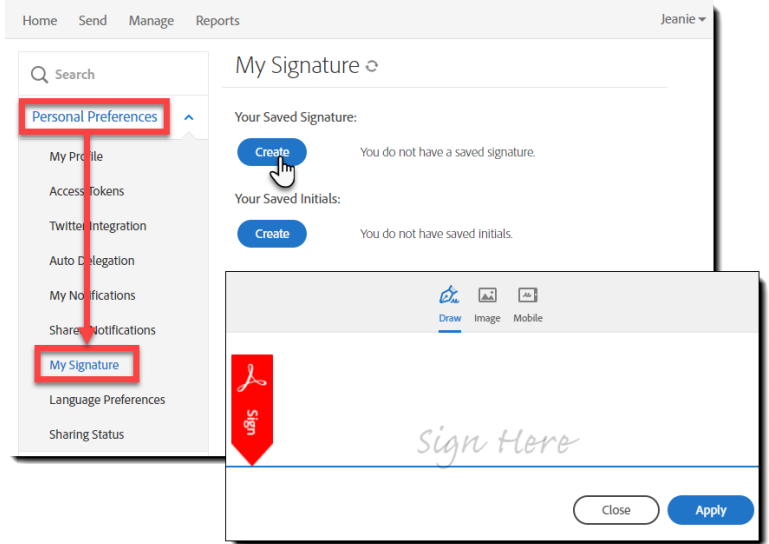 Home Send Manage Reports Jeanie
Search
Personal Preferences
My Profile
Access Tokens
Twitter Integration
Auto Delegation
My Notifications
Shared Notifications
My Signature
Language Preferences
Sharing Status
My Signature
Your Saved Signature:
Create You do not have a saved signature.
Your Saved Initials:
Create You do not have saved initials.
Draw Image Mobile
Sign
Sign Here
Close Apply